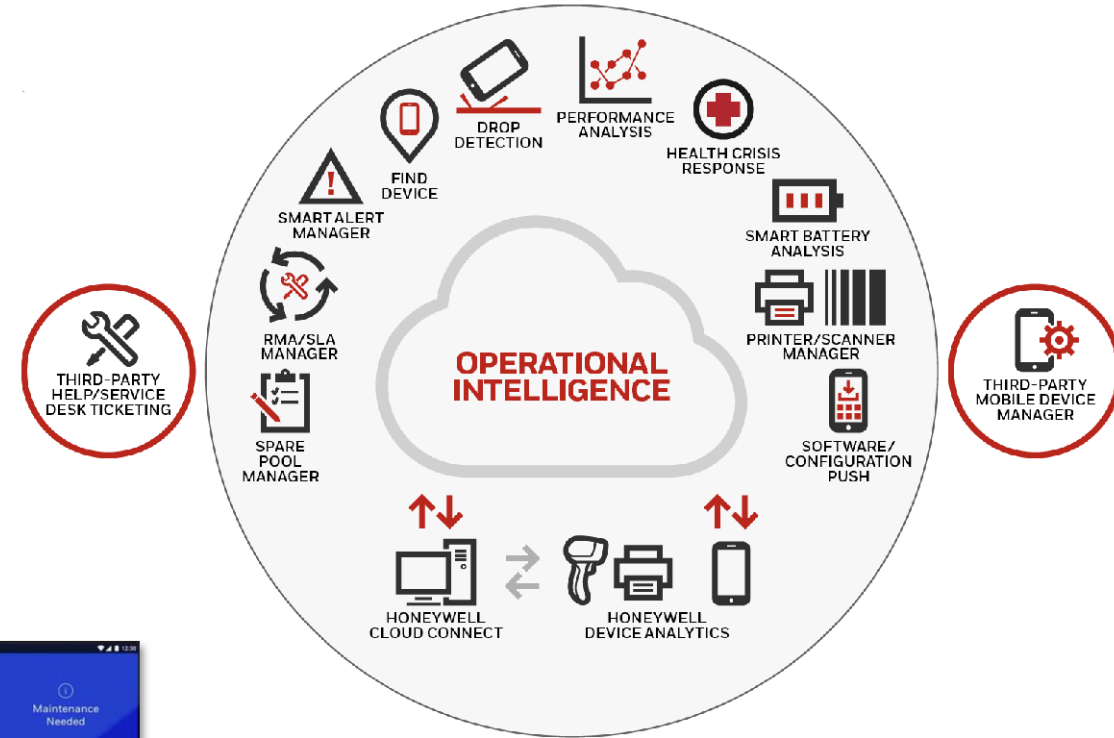 DROP
DETECTION
PERFORMANCE
ANALYSIS
HEALTH CRISIS
RESPONSE
FIND
DEVICE
SMART ALERT
MANAGER
SMART BATTERY
ANALYSIS
RMA/SLA
MANAGER
PRINTER/SCANNER
MANAGER
OPERATIONAL
INTELLIGENCE
THIRD-PARTY
HELP/SERVICE
DESK TICKETING
THIRD-PARTY
MOBILE DEVICE
MANAGER
SPARE
POOL
MANAGER
SOFTWARE/
CONFIGURATION
PUSH
HONEYWELL
CLOUD CONNECT
HONEYWELL
DEVICE ANALYTICS
12:30
Maintenance
Needed